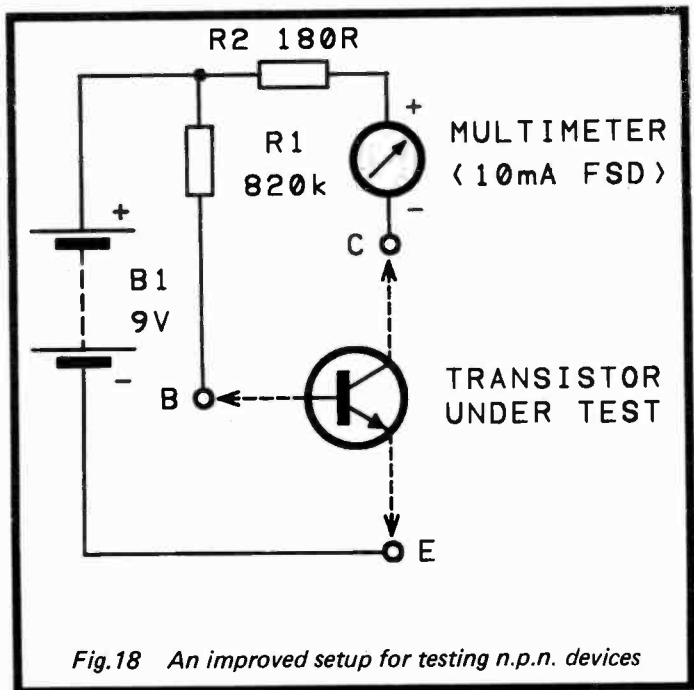 R2 180R
+
R1
820k
MULTIMETER
(10mA FSD)
-
C
+
B1
9V
-
B
TRANSISTOR
UNDER TEST
E
Fig.18 An improved setup for testing n.p.n. devices